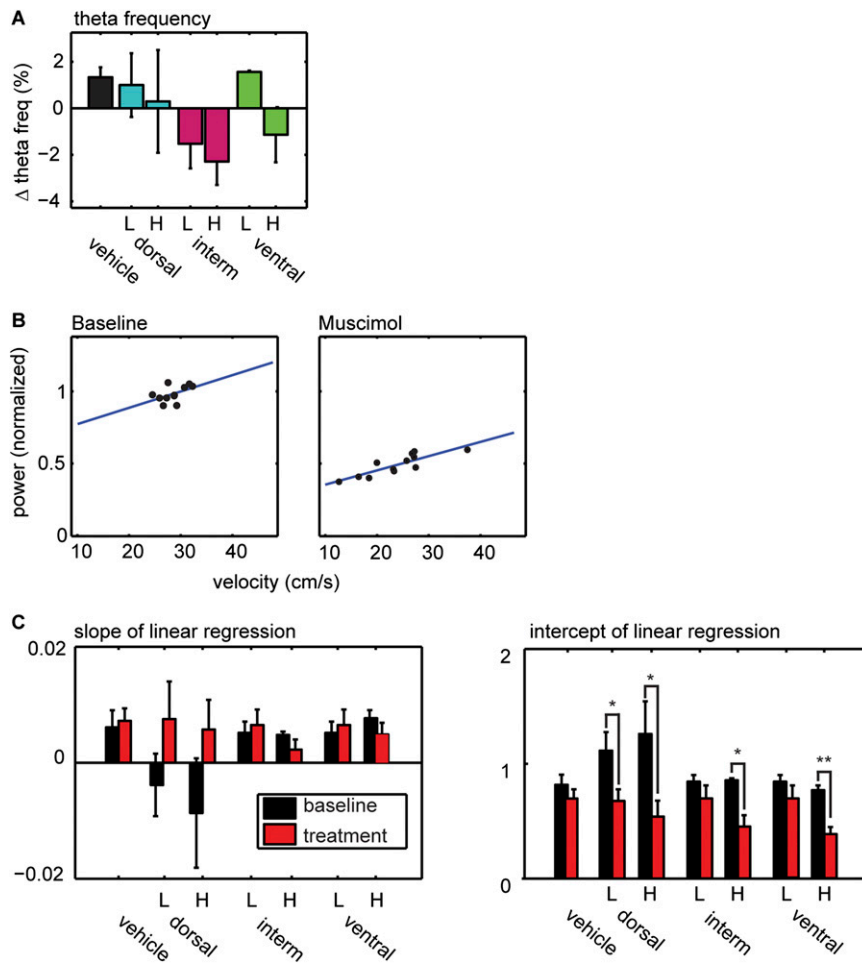 A theta frequency
Δ theta freq (%)
2
0
−2
−4
L H L H L H
vehicle dorsal interm ventral
B Baseline Muscimol
power (normalized)
1
0.5
0
10 20 30 40 10 20 30 40
velocity (cm/s)
C slope of linear regression
0.02
0
−0.02
baseline
treatment
L H L H L H
vehicle dorsal interm ventral
intercept of linear regression
2
1
0
* * * **
L H L H L H
vehicle dorsal interm ventral